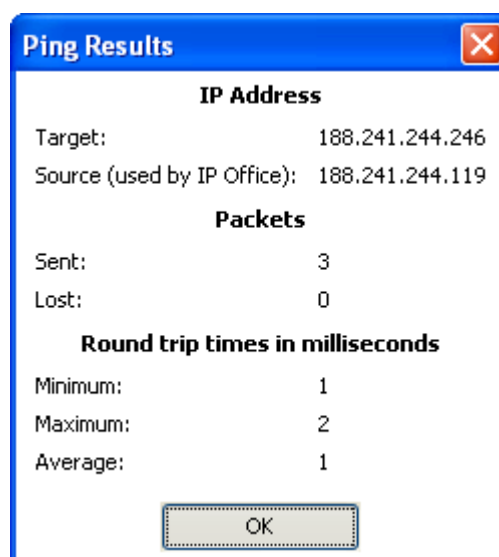 Ping Results
IP Address
Target: 188.241.244.246
Source (used by IP Office): 188.241.244.119
Packets
Sent: 3
Lost: 0
Round trip times in milliseconds
Minimum: 1
Maximum: 2
Average: 1
OK